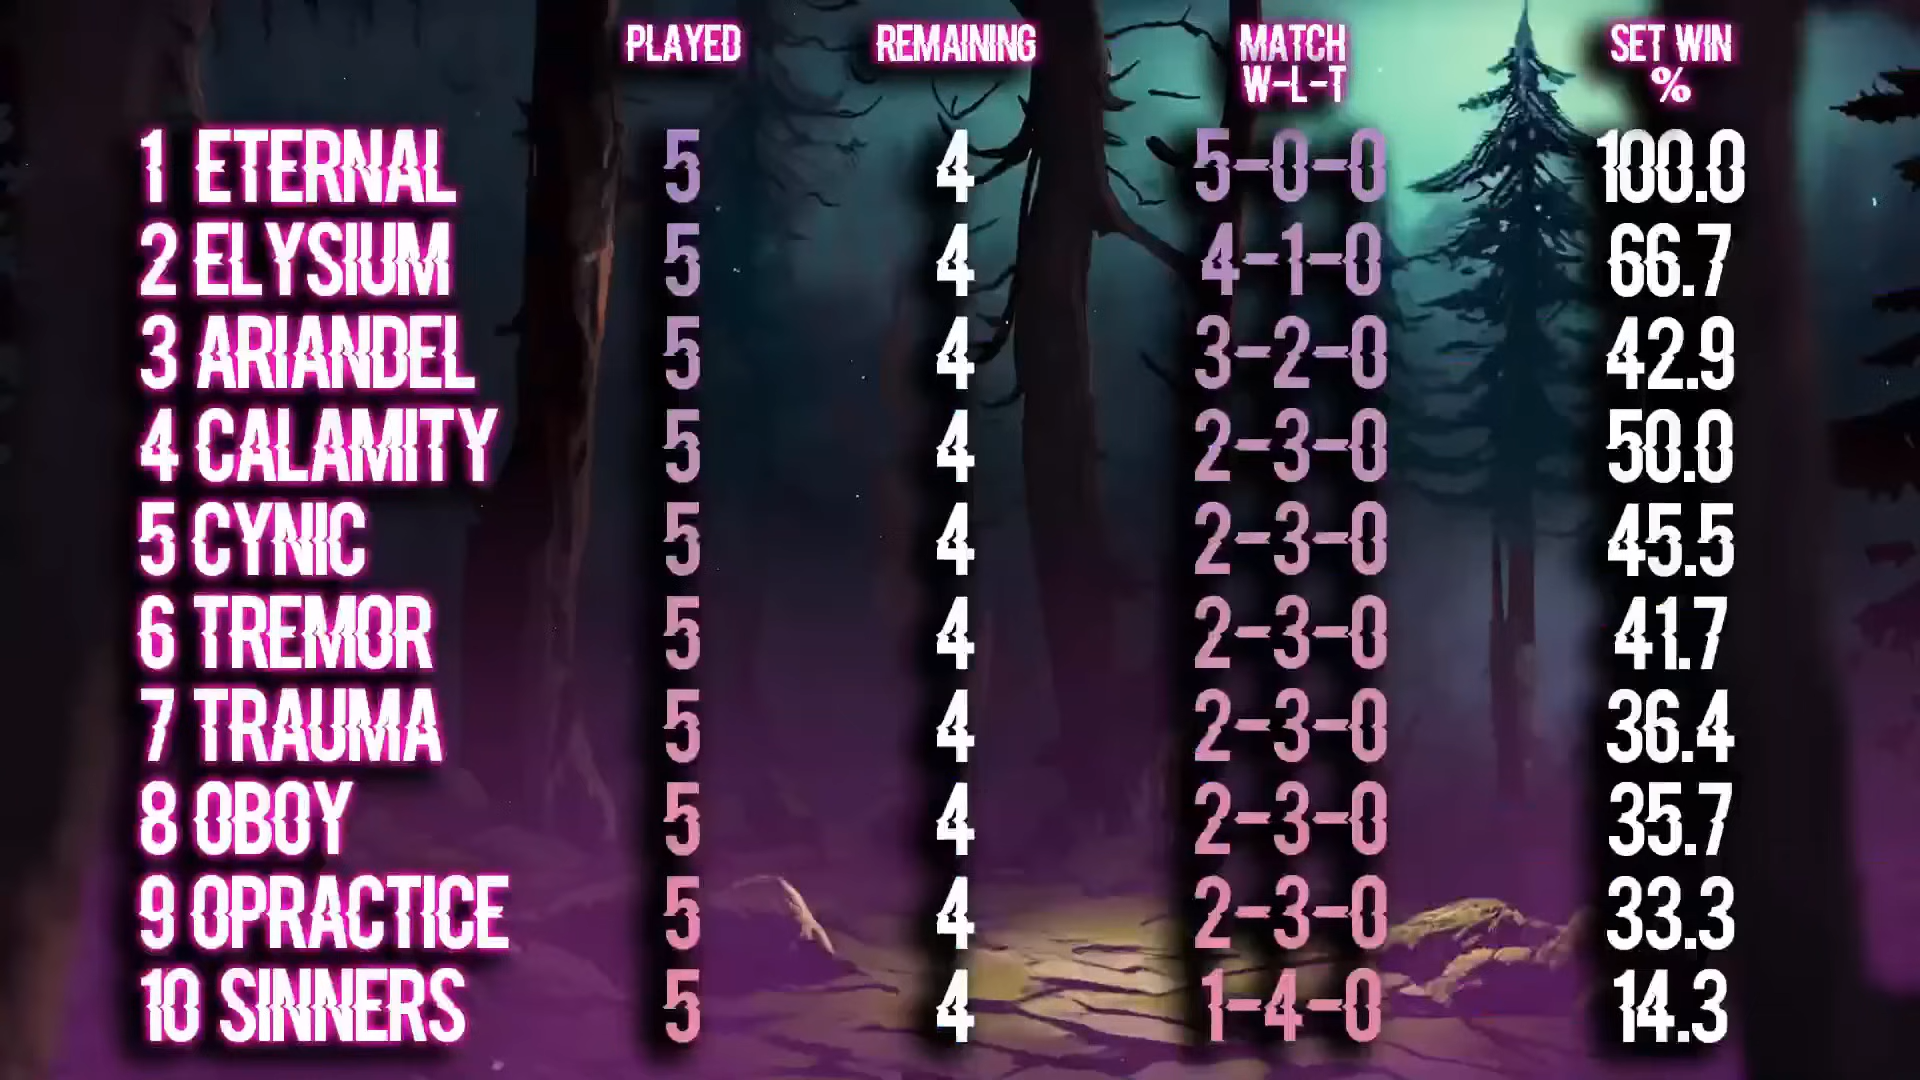 PLAYED REMAINING MATCH SET WIN
W-L-T %
1 ETERNAL 5 4 5-0-0 100.0
2 ELYSIUM 5 4 4-1-0 66.7
3 ARIANDEL 5 4 3-2-0 42.9
4 CALAMITY 5 4 2-3-0 50.0
5 CYNIC 5 4 2-3-0 45.5
6 TREMOR 5 4 2-3-0 41.7
7 TRAUMA 5 4 2-3-0 36.4
8 OBOY 5 4 2-3-0 35.7
9 OPRACTICE 5 4 2-3-0 33.3
10 SINNERS 5 4 1-4-0 14.3